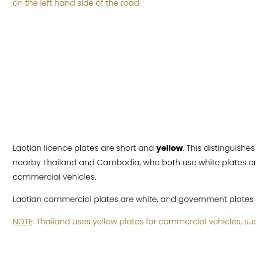 on the left hand side of the road.
Laotian licence plates are short and yellow. This distinguishes
nearby Thailand and Cambodia, who both use white plates on
commercial vehicles.
Laotian commercial plates are white, and government plates
NOTE: Thailand uses yellow plates for commercial vehicles, suc